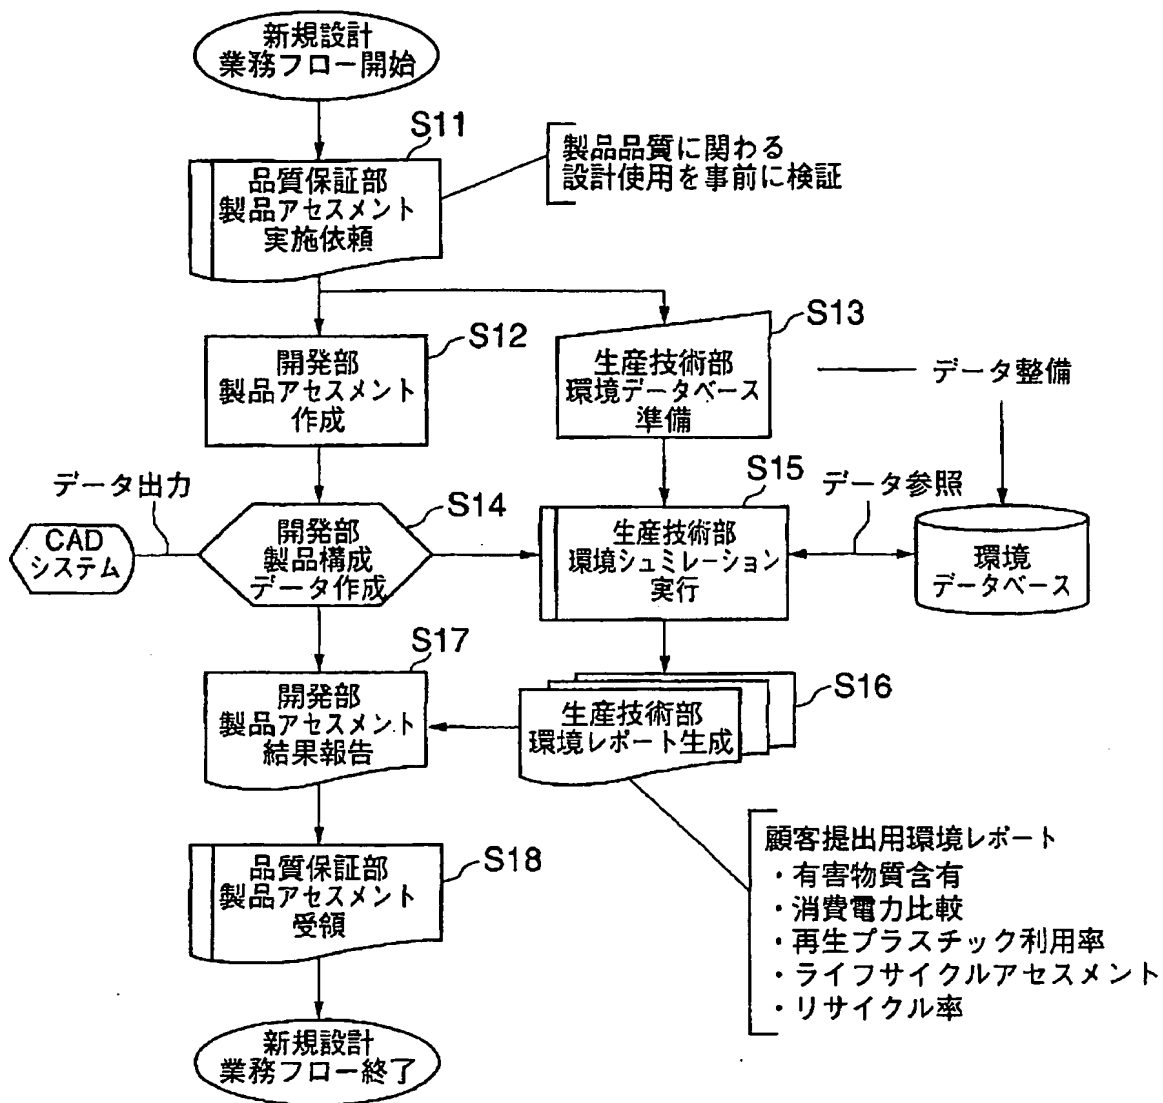 新規設計
業務フロー開始
S11
品質保証部
製品アセスメント
実施依頼
製品品質に関わる
設計使用を事前に検証
S12
開発部
製品アセスメント
作成
S13
生産技術部
環境データベース
準備
データ整備
データ出力
CAD
システム
S14
開発部
製品構成
データ作成
S15
生産技術部
環境シュミレーション
実行
データ参照
環境
データベース
S17
開発部
製品アセスメント
結果報告
S16
生産技術部
環境レポート生成
S18
品質保証部
製品アセスメント
受領
顧客提出用環境レポート
・有害物質含有
・消費電力比較
・再生プラスチック利用率
・ライフサイクルアセスメント
・リサイクル率
新規設計
業務フロー終了